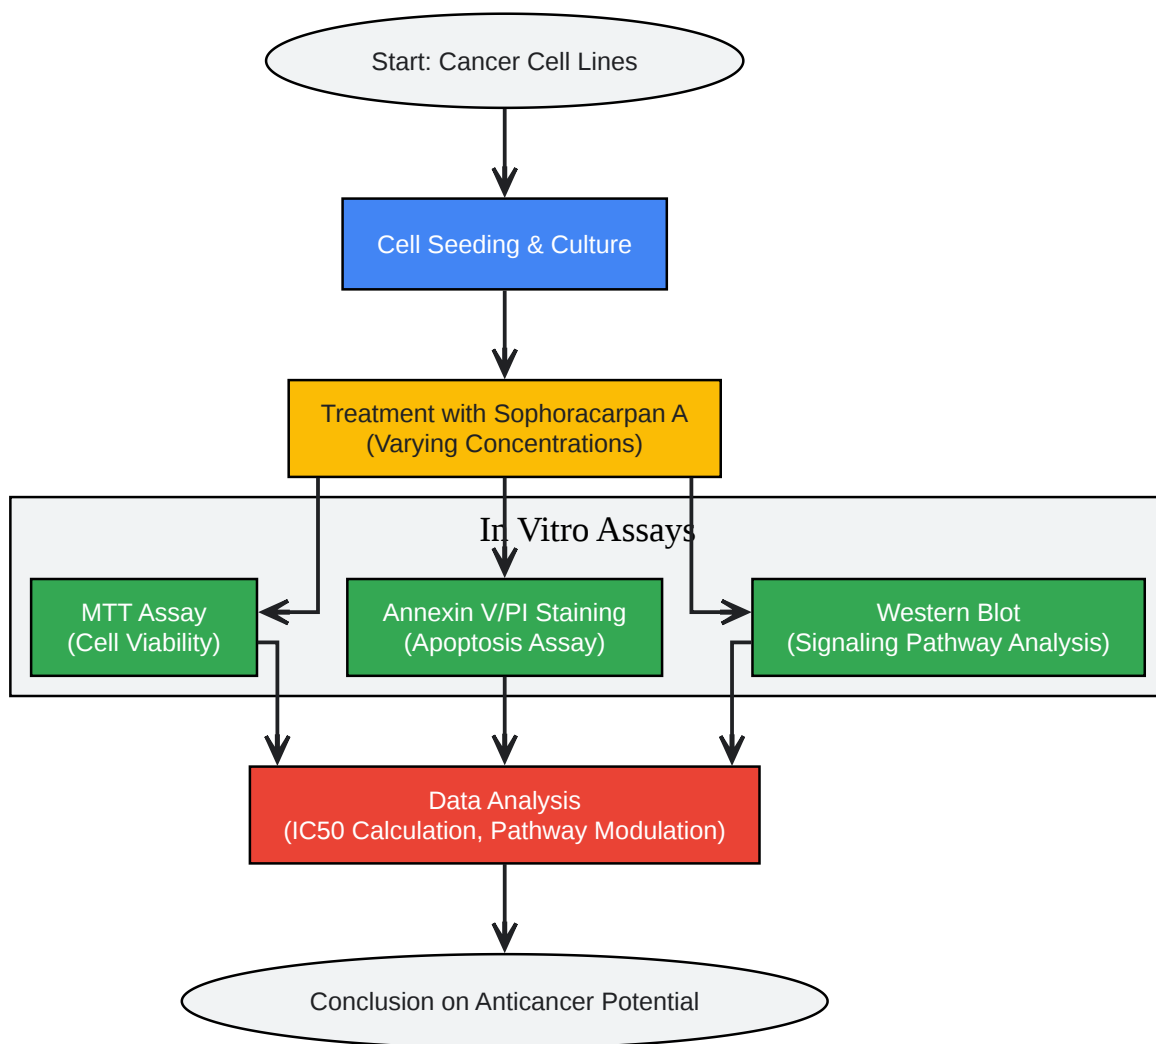 Start: Cancer Cell Lines
Cell Seeding & Culture
Treatment with Sophoracarpan A
(Varying Concentrations)
In Vitro Assays
MTT Assay
(Cell Viability)
Annexin V/PI Staining
(Apoptosis Assay)
Western Blot
(Signaling Pathway Analysis)
Data Analysis
(IC50 Calculation, Pathway Modulation)
Conclusion on Anticancer Potential